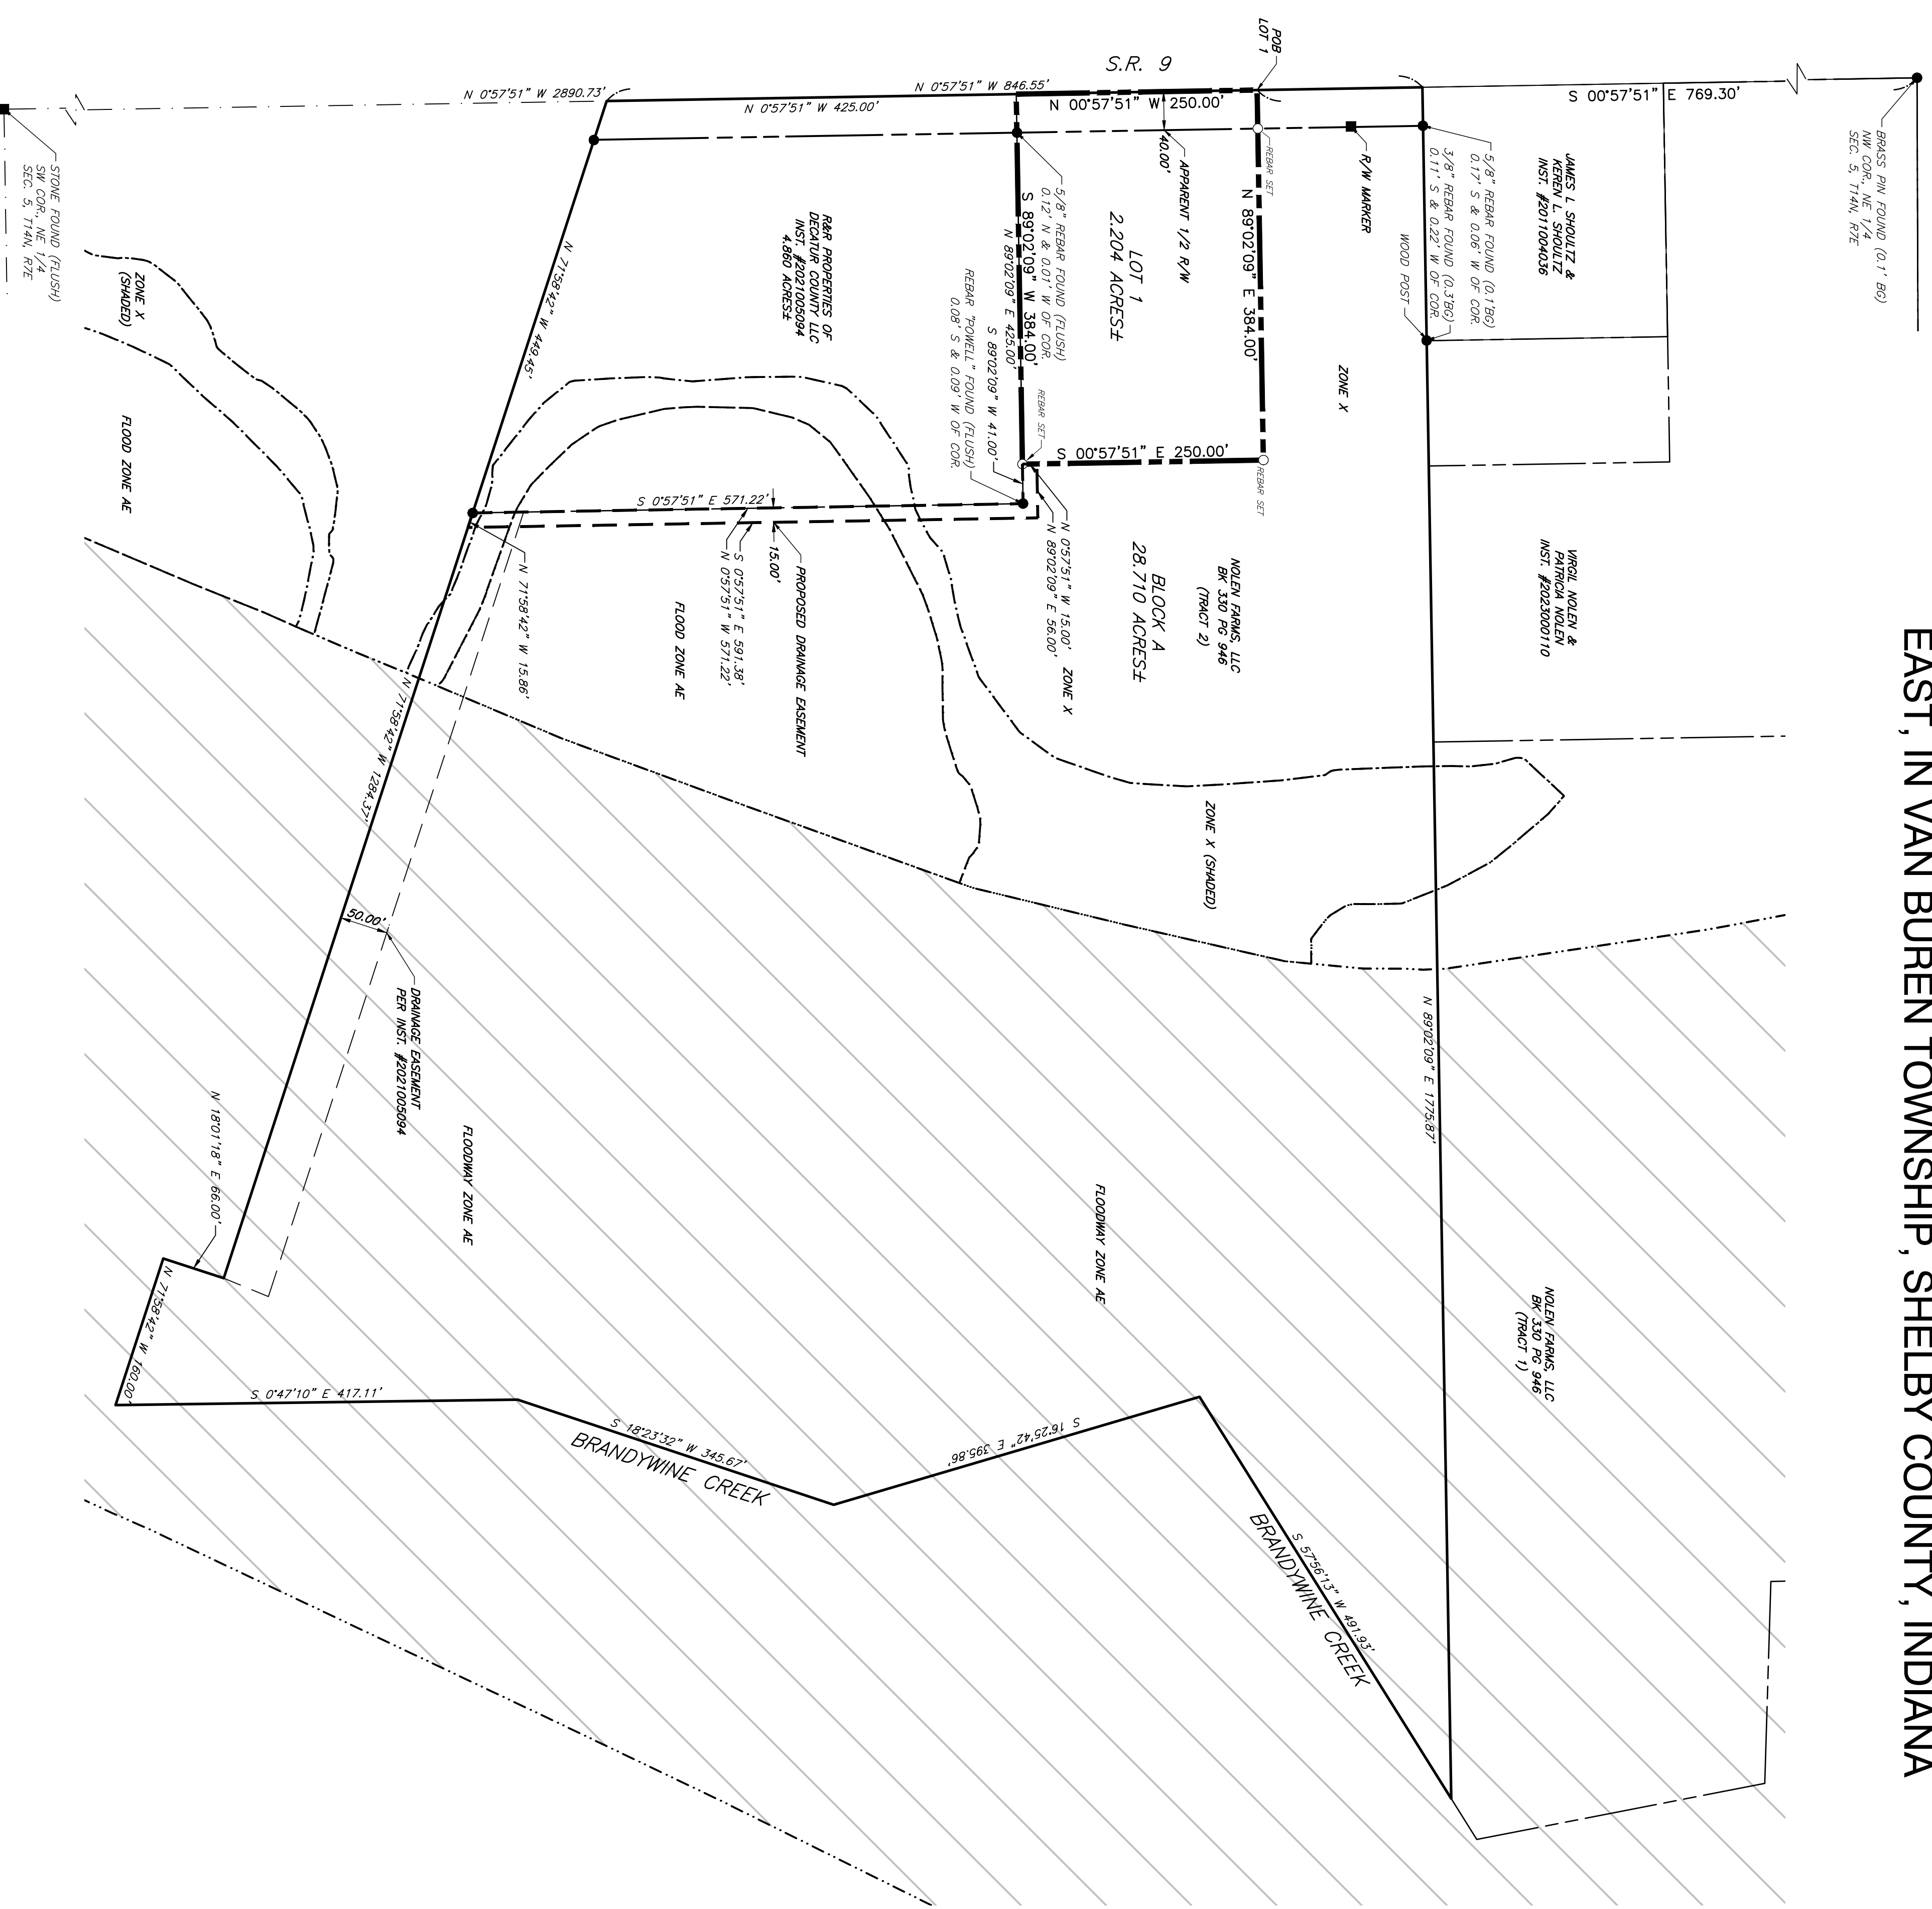 EAST, IN VAN BUREN TOWNSHIP, SHELBY COUNTY, INDIANA
BRASS PIN FOUND (0.1' BG)
NW COR., NE 1/4
SEC. 5, T14N, R7E
S 00°57'51" E 769.30'
JAMES L SHOULTZ &
KEREN L. SHOULTZ
INST. #2011004036
VIRGIL NOLEN &
PATRICIA NOLEN
INST. #2023000110
NOLEN FARMS, LLC
BK 330 PG 946
(TRACT 1)
5/8" REBAR FOUND (0.1'BG)
0.17' S & 0.06' W OF COR.
3/8" REBAR FOUND (0.3'BG)
0.11' S & 0.22' W OF COR.
WOOD POST
N 89°02'09" E 1775.87'
R/W MARKER
ZONE X
POB
LOT 1
REBAR SET
N 89°02'09" E 384.00'
REBAR SET
S.R. 9
N 00°57'51" W 250.00'
APPARENT 1/2 R/W
40.00'
LOT 1
2.204 ACRES±
S 00°57'51" E 250.00'
NOLEN FARMS, LLC
BK 330 PG 946
(TRACT 2)
BLOCK A
28.710 ACRES±
ZONE X (SHADED)
5/8" REBAR FOUND (FLUSH)
0.12' N & 0.01' W OF COR.
S 89°02'09" W 384.00'
N 89°02'09" E 425.00'
REBAR SET
S 89°02'09" W 41.00'
REBAR "POWELL" FOUND (FLUSH)
0.08' S & 0.09' W OF COR.
N 0°57'51" W 15.00'
N 89°02'09" E 56.00'
ZONE X
N 0°57'51" W 846.55'
N 0°57'51" W 425.00'
R&R PROPERTIES OF
DECATUR COUNTY LLC
INST. #2021005094
4.860 ACRES±
S 0°57'51" E 571.22'
PROPOSED DRAINAGE EASEMENT
15.00'
S 0°57'51" E 591.38'
N 0°57'51" W 571.22'
FLOOD ZONE AE
N 71°58'42" W 15.86'
N 0°57'51" W 2890.73'
N 71°58'42" W 449.45'
N 71°58'42" W 1284.37'
50.00'
DRAINAGE EASEMENT
PER INST. #2021005094
FLOODWAY ZONE AE
FLOODWAY ZONE AE
N 18°01'18" E 66.00'
N 71°58'42" W 160.00'
S 0°47'10" E 417.11'
S 18°23'32" W 345.67'
BRANDYWINE CREEK
S 16°25'42" E 395.86'
S 57°56'13" W 491.93'
BRANDYWINE CREEK
ZONE X
(SHADED)
FLOOD ZONE AE
STONE FOUND (FLUSH)
SW COR., NE 1/4
SEC. 5, T14N, R7E